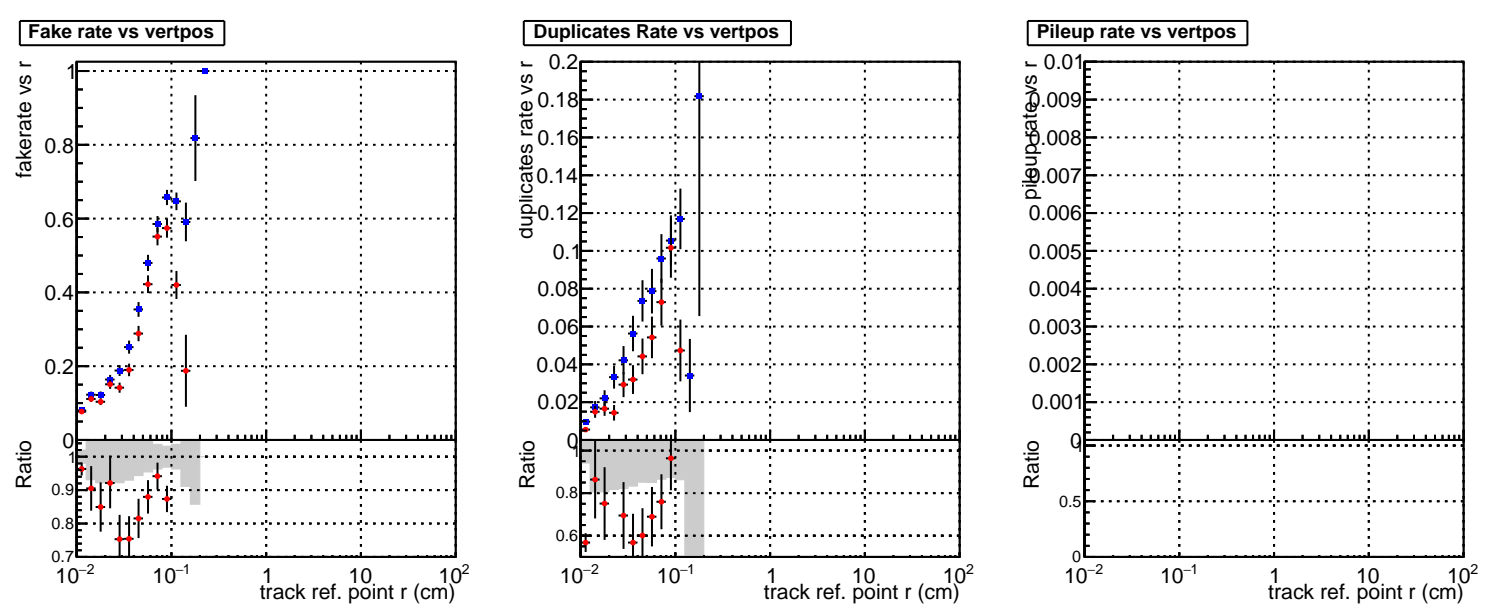 Fake rate vs vertpos
fakerate vs r
1
0.8
0.6
0.4
0.2
0
Ratio
1
0.9
0.8
0.7
10⁻² 10⁻¹ 1 10 10²
track ref. point r (cm)
Duplicates Rate vs vertpos
duplicates rate vs r
0.2
0.18
0.16
0.14
0.12
0.1
0.08
0.06
0.04
0.02
0
Ratio
1
0.8
0.6
10⁻² 10⁻¹ 1 10 10²
track ref. point r (cm)
Pileup rate vs vertpos
pileup rate vs r
0.01
0.009
0.008
0.007
0.006
0.005
0.004
0.003
0.002
0.001
0
Ratio
1
0.5
0
10⁻² 10⁻¹ 1 10 10²
track ref. point r (cm)